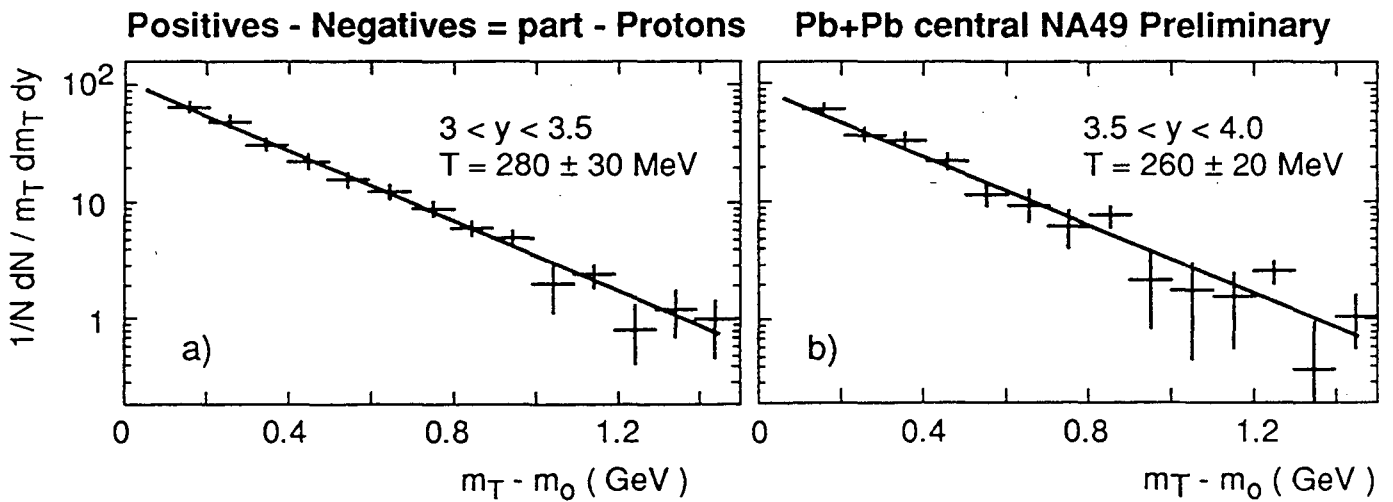 Positives - Negatives = part - Protons Pb+Pb central NA49 Preliminary
1/N dN / m_T dm_T dy
10²
10
1
3 < y < 3.5
T = 280 ± 30 MeV
a)
0 0.4 0.8 1.2
m_T - m_o ( GeV )
3.5 < y < 4.0
T = 260 ± 20 MeV
b)
0 0.4 0.8 1.2
m_T - m_o ( GeV )